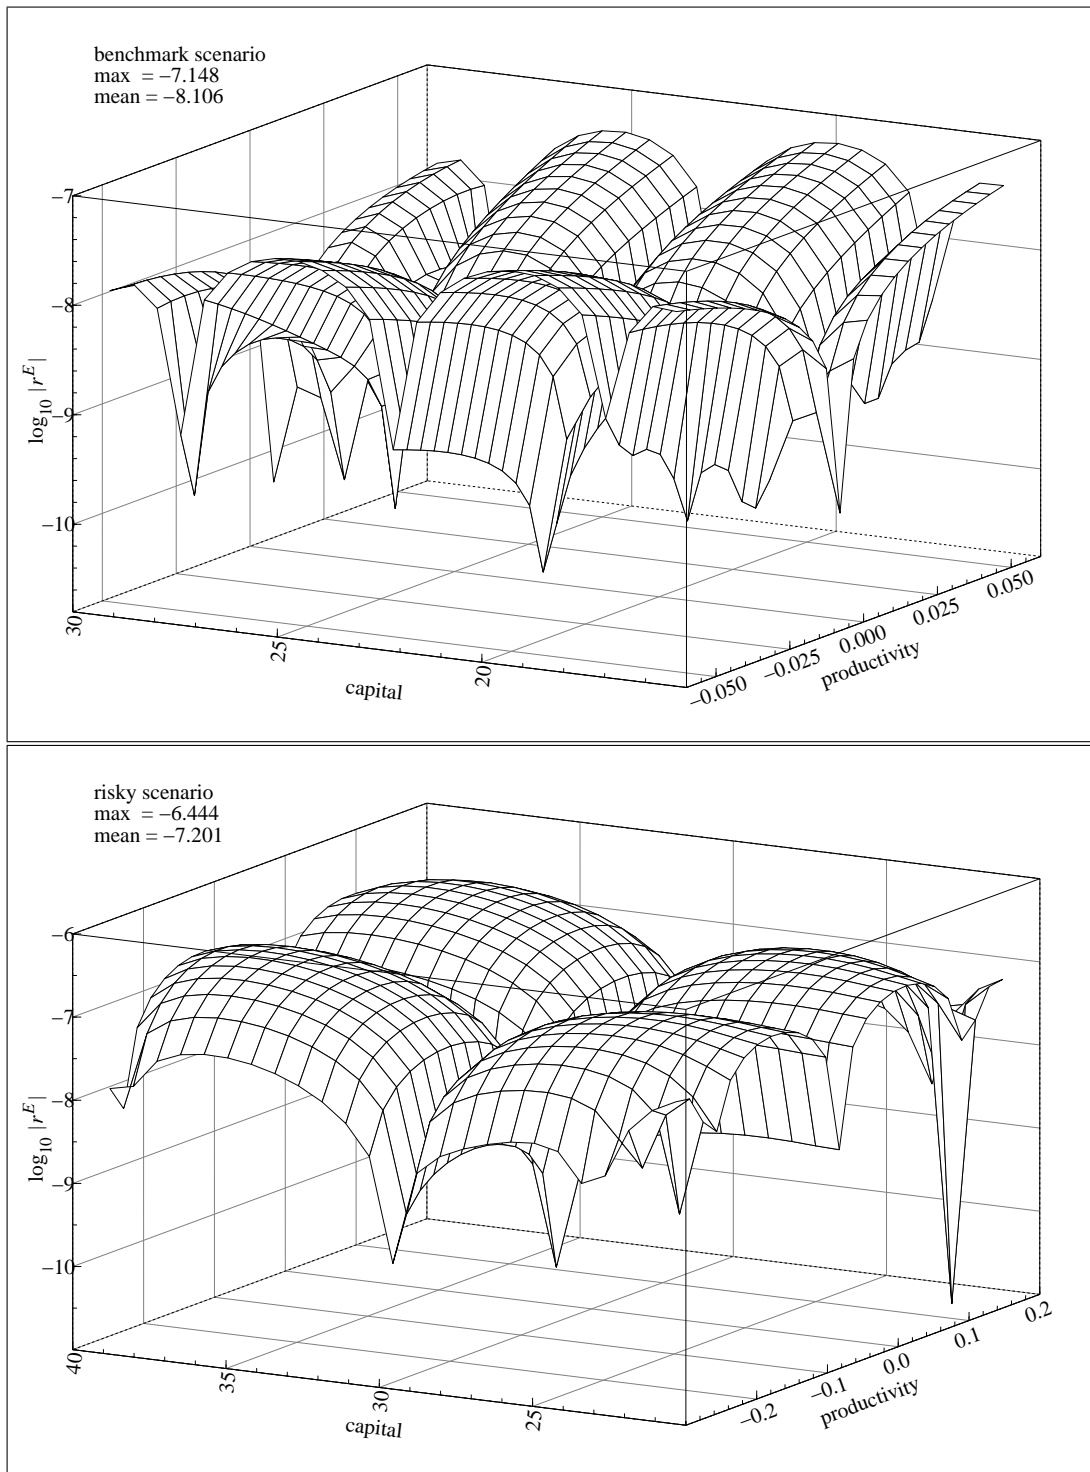 benchmark scenario
max = −7.148
mean = −8.106
−7
−8
−9
−10
log10 |r^E|
30
25
20
capital
−0.050
−0.025
0.000
0.025
0.050
productivity
risky scenario
max = −6.444
mean = −7.201
−6
−7
−8
−9
−10
log10 |r^E|
40
35
30
25
capital
−0.2
−0.1
0.0
0.1
0.2
productivity